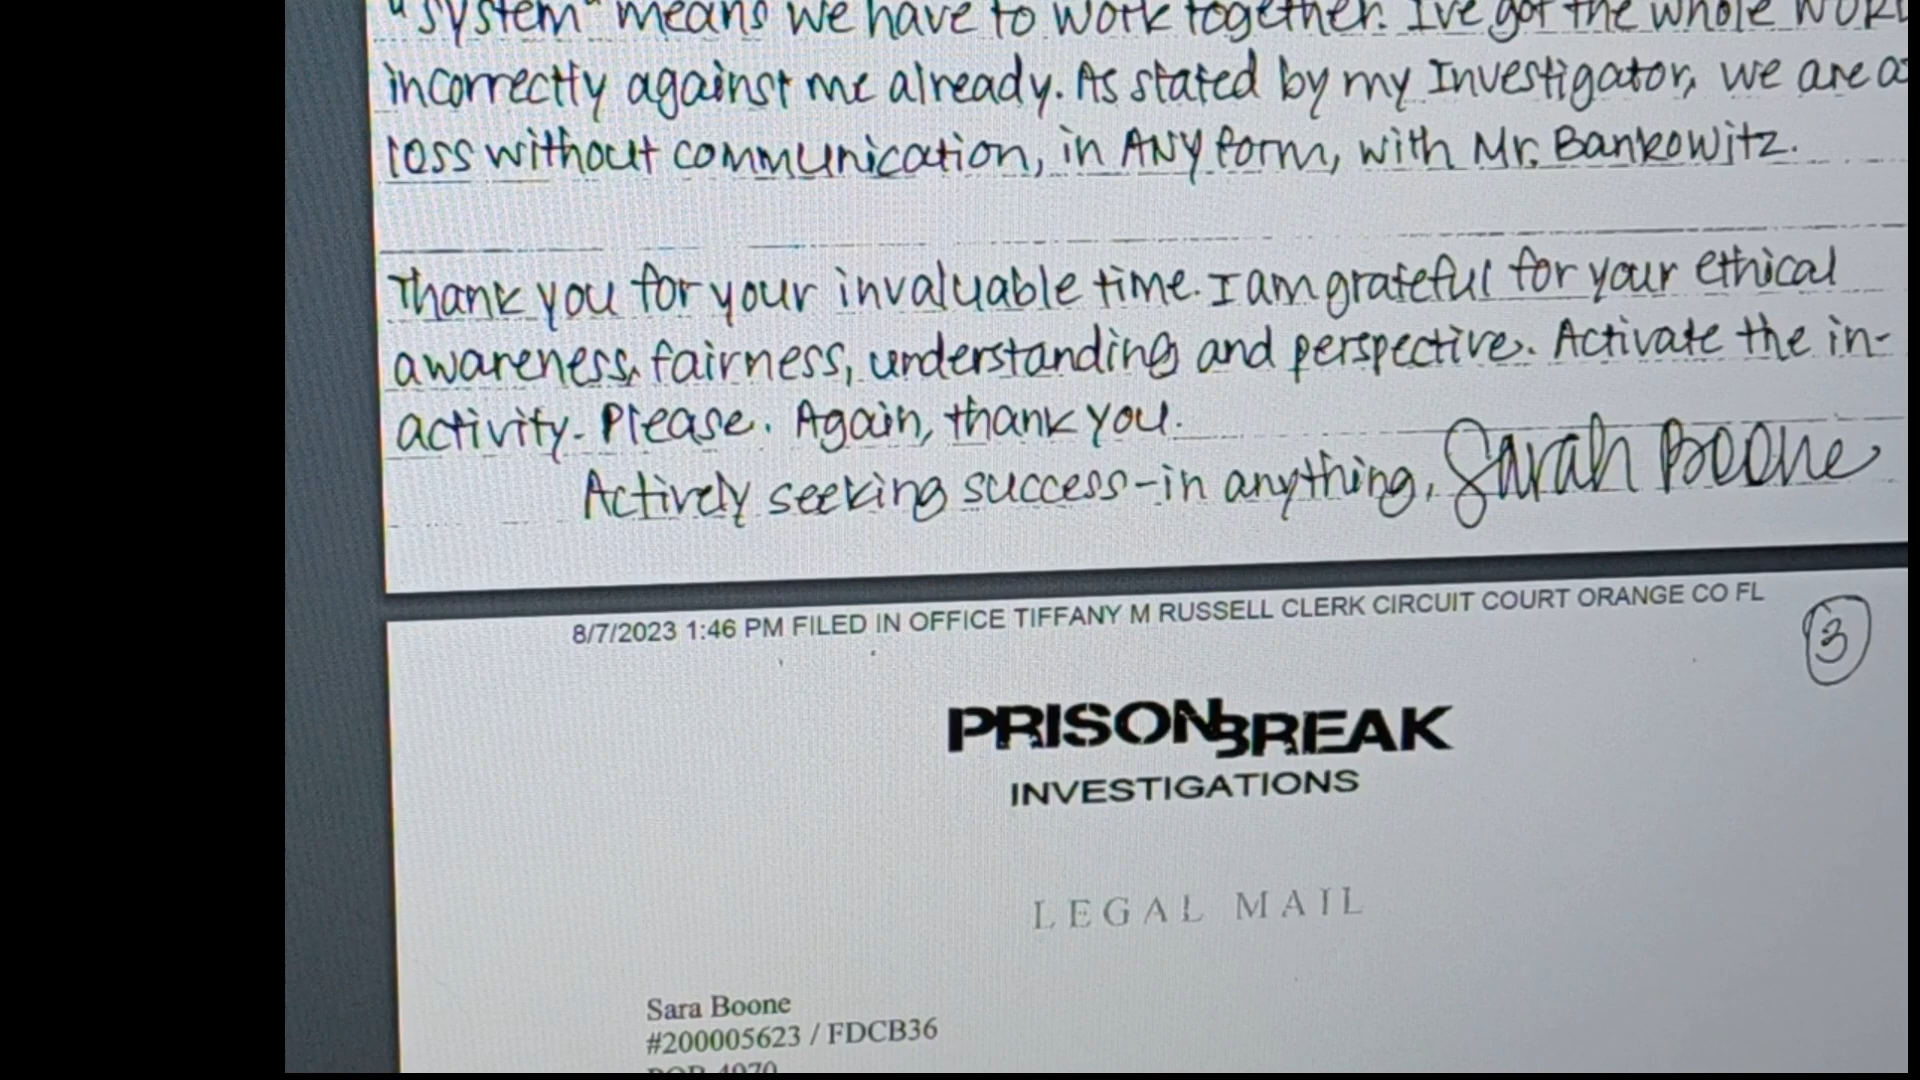 "system" means we have to work together. I've got the whole WORL
incorrectly against me already. As stated by my Investigator, we are a
loss without communication, in ANY form, with Mr. Bankowitz.
Thank you for your invaluable time. I am grateful for your ethical
awareness, fairness, understanding and perspective. Activate the in-
activity. Please. Again, thank you.
Actively seeking success-in anything, Sarah Boone
8/7/2023 1:46 PM FILED IN OFFICE TIFFANY M RUSSELL CLERK CIRCUIT COURT ORANGE CO FL
3
PRISONBREAK
INVESTIGATIONS
LEGAL MAIL
Sara Boone
#200005623 / FDCB36
POB 4970